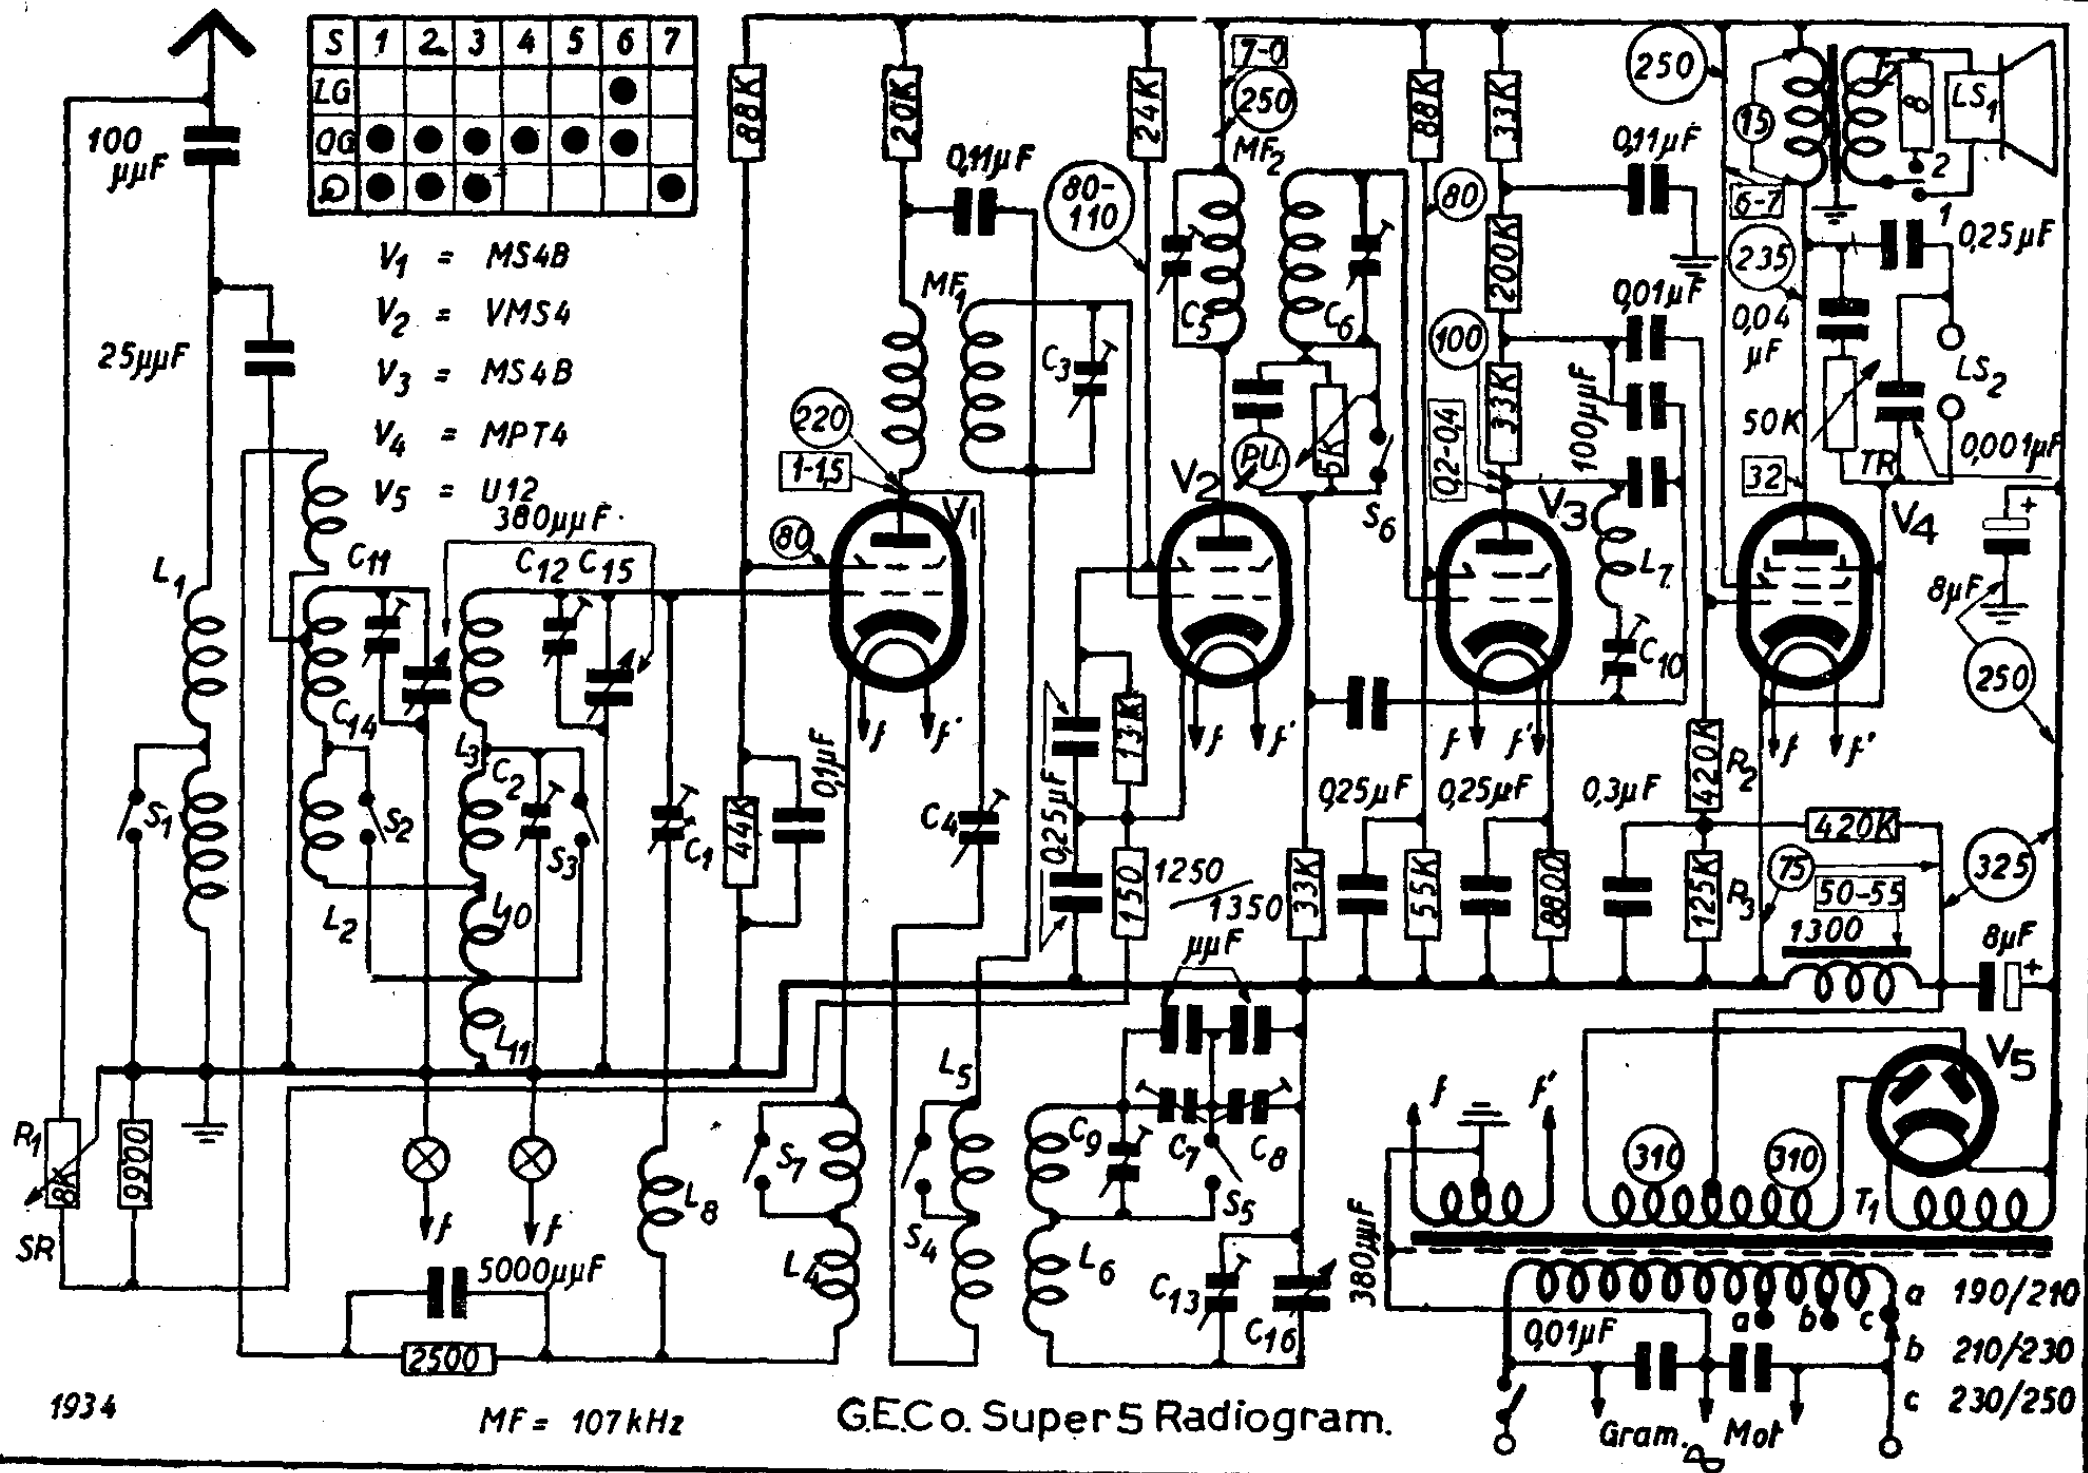 S 1 2 3 4 5 6 7
LG
OG
V1 = MS4B
V2 = VMS4
V3 = MS4B
V4 = MPT4
V5 = U12
100 µµF
25µµF
380µµF
88K
20K
0,11µF
24K
7-0
250
80-110
MF1
MF2
88K
33K
80
200K
100
33K
0,2-0,4
0,11µF
0,01µF
100µµF
250
15
8
LS1
2
1
6-7
235
0,25µF
0,04 µF
50K
LS2
0,001µF
TR
32
220
1-1,5
80
C3
C5
C6
P.U.
5K
S6
V1
V2
V3
V4
L7
C10
8µF
+
250
L1
C11
C12
C15
C14
L3
C2
S1
S2
S3
L2
L10
L11
C1
44K
0,1µF
f
f'
C4
0,25µF
13K
f
f'
150
1250
1350
µµF
33K
0,25µF
55K
f
f'
0,25µF
8800
0,3µF
420K
R2
f
f'
420K
125K
R3
75
50-55
1300
325
8µF
+
R1
8K
9900
SR
f
f
5000µµF
2500
L8
S7
L4
L5
S4
C9
C7
C8
S5
L6
C13
C16
380µµF
f
f'
310
310
V5
T1
a
b
c
a 190/210
b 210/230
c 230/250
0,01µF
Gram. Mot
1934
MF = 107kHz
G.E.Co. Super 5 Radiogram.